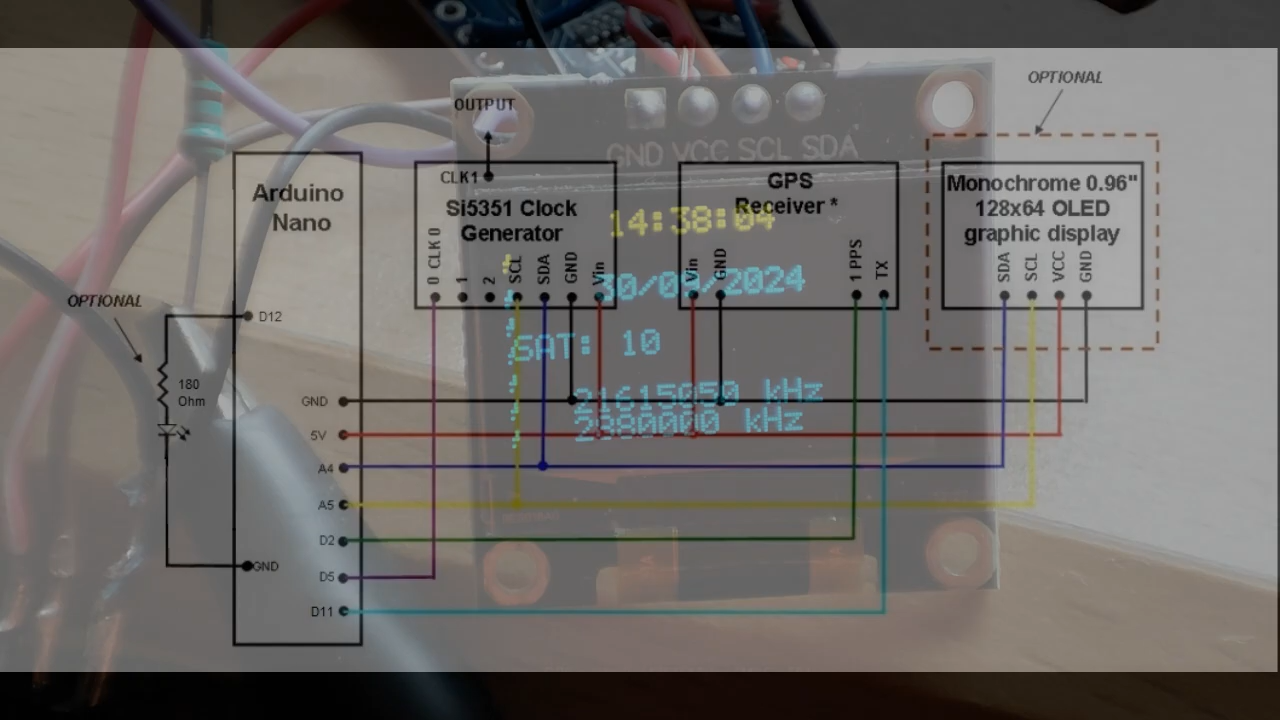 OPTIONAL
OUTPUT
GND VCC SCL SDA
CLK1
Arduino
Nano
Si5351 Clock
Generator
0 CLK 0
1
2
SCL
SDA
GND
Vin
GPS
Receiver *
Vin
GND
1 PPS
TX
Monochrome 0.96"
128x64 OLED
graphic display
SDA
SCL
VCC
GND
14:38:04
30/09/2024
SAT: 10
21615050 kHz
2880000 kHz
OPTIONAL
180
Ohm
D12
GND
5V
A4
A5
D2
GND
D5
D11